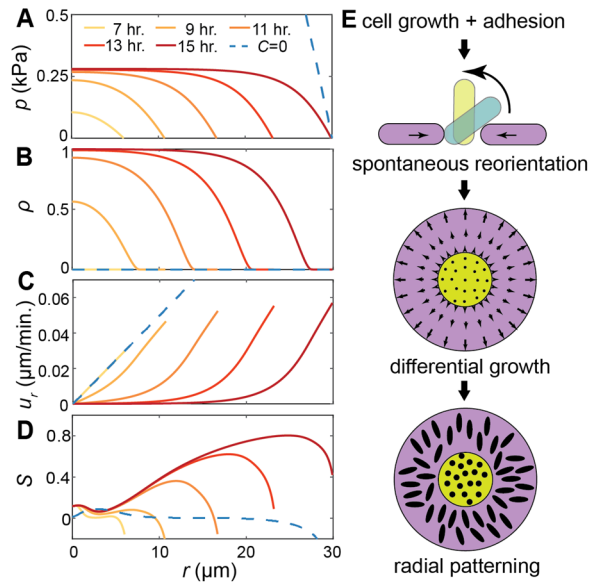 A
p (kPa)
0.5
0.25
0
7 hr. 9 hr. 11 hr.
13 hr. 15 hr. C=0
B
ρ
1
0.5
0
C
u_r (μm/min.)
0.06
0.04
0.02
0
D
S
0.8
0.4
0
0 10 20 30
r (μm)
E
cell growth + adhesion
spontaneous reorientation
differential growth
radial patterning